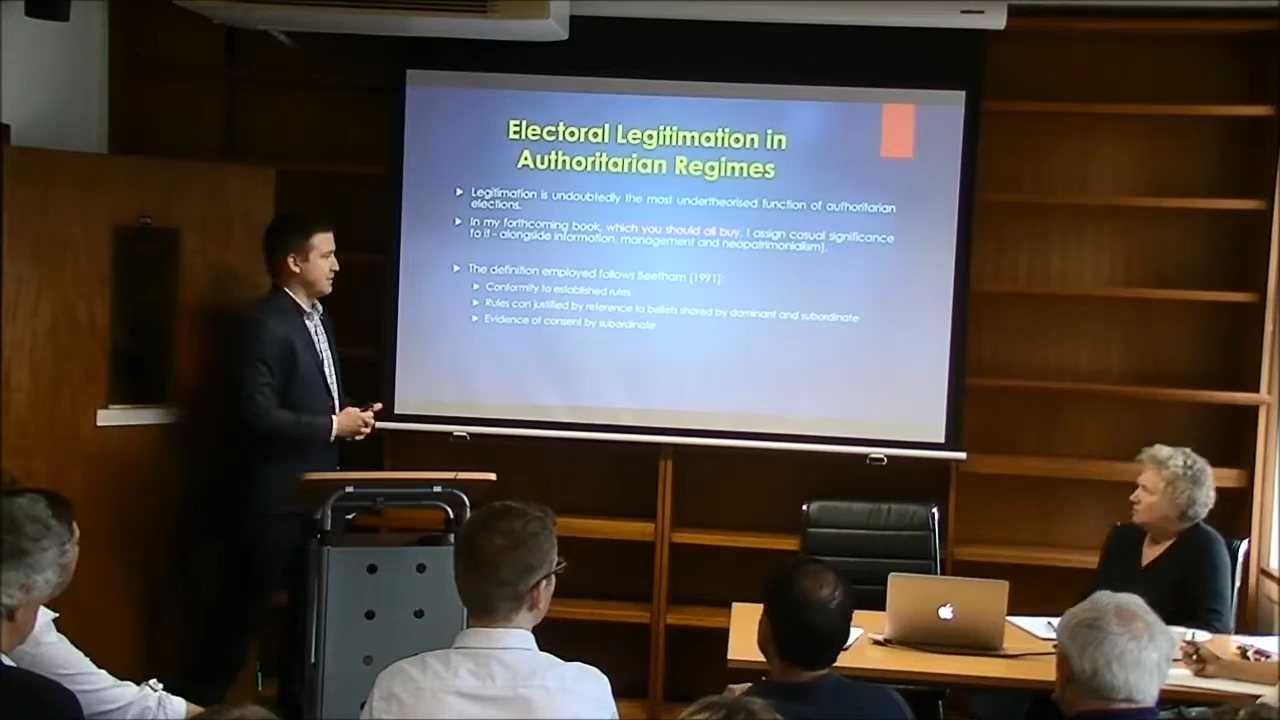 Electoral Legitimation in
Authoritarian Regimes
Legitimation is undoubtedly the most undertheorised function of authoritarian
elections.
In my forthcoming book, which you should all buy, I assign casual significance
to it - alongside information, management and neopatrimonialism).
The definition employed follows Beetham (1991):
Conformity to established rules
Rules can justified by reference to beliefs shared by dominant and subordinate
Evidence of consent by subordinate